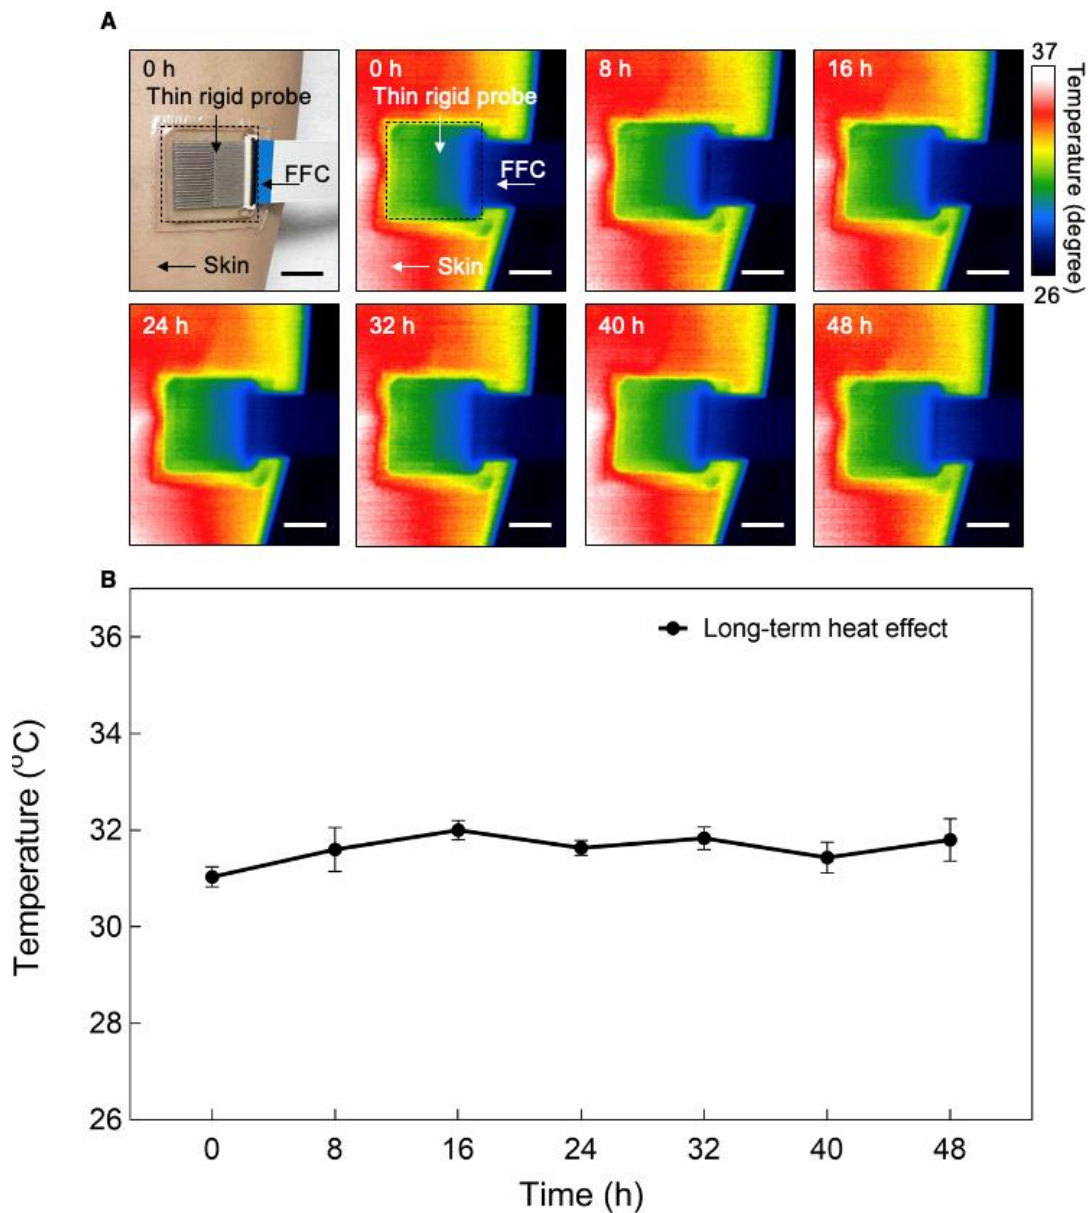 A
0 h
Thin rigid probe
FFC
Skin
0 h
Thin rigid probe
FFC
Skin
8 h
16 h
37
Temperature (degree)
26
24 h
32 h
40 h
48 h
B
Long-term heat effect
36
34
32
30
28
26
Temperature (°C)
0 8 16 24 32 40 48
Time (h)